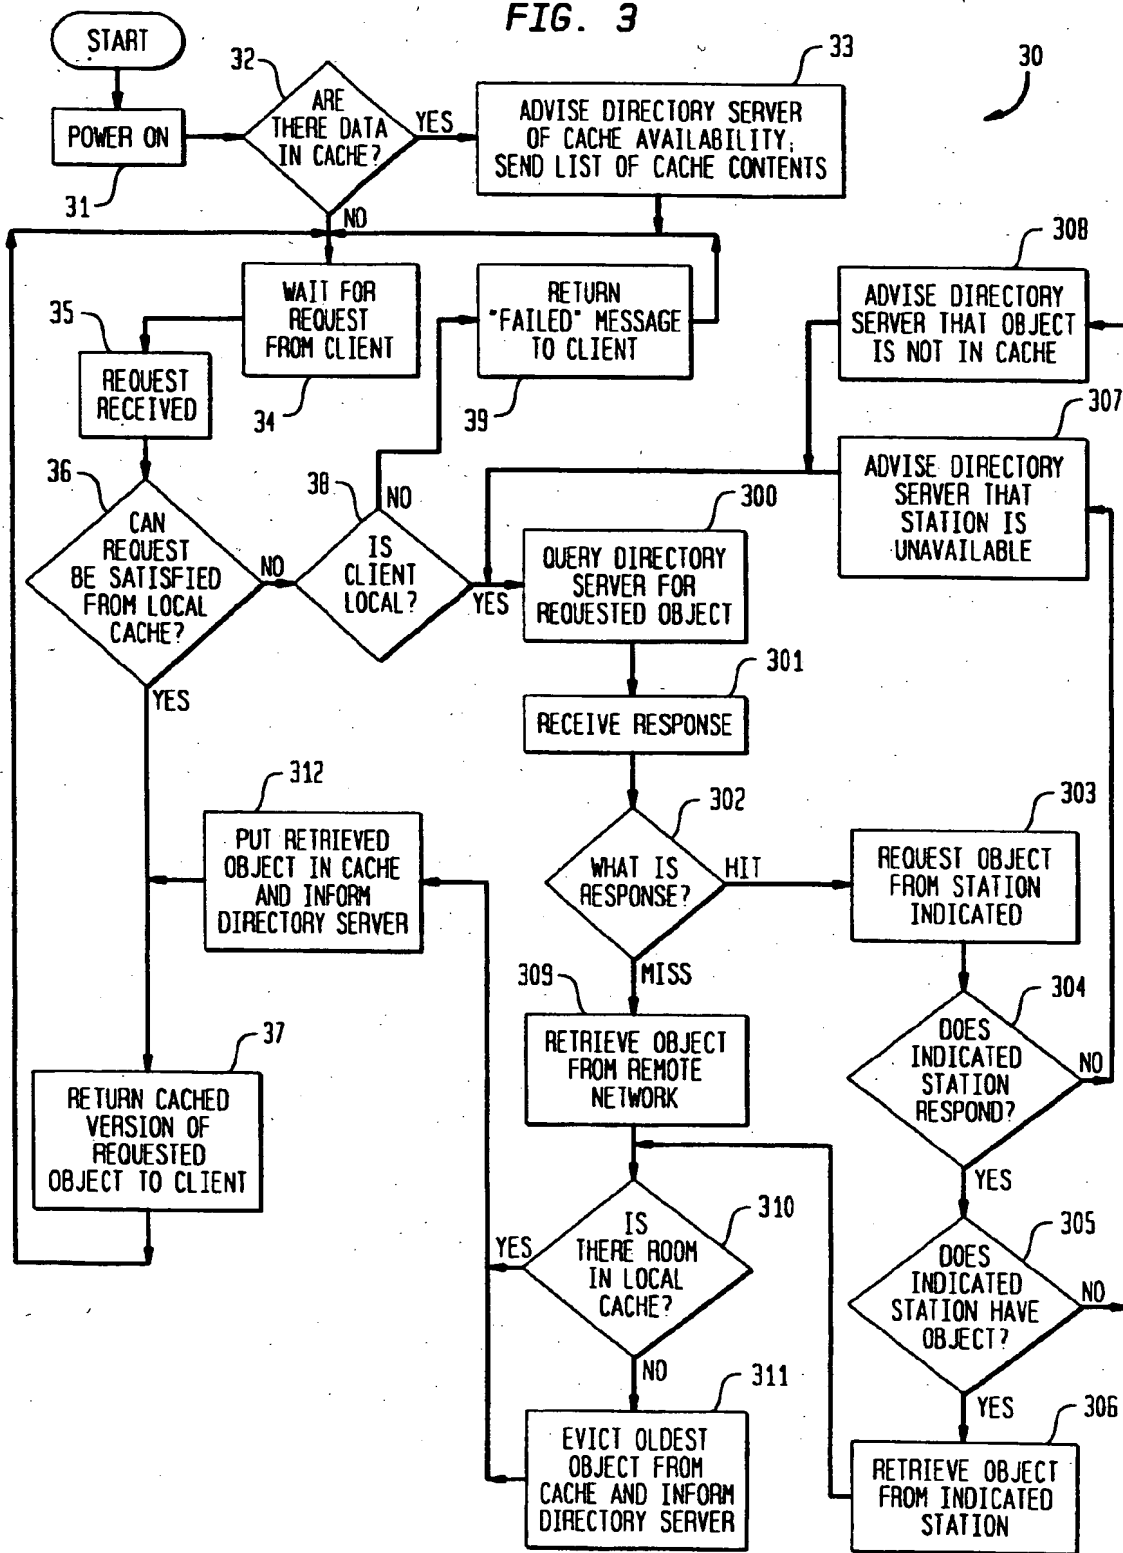 FIG. 3
START
30
32
33
ARE
THERE DATA
IN CACHE?
YES
ADVISE DIRECTORY
SERVER
OF CACHE AVAILABILITY;
SEND LIST OF CACHE CONTENTS
POWER ON
31
NO
308
WAIT FOR
REQUEST
FROM CLIENT
34
RETURN
"FAILED" MESSAGE
TO CLIENT
39
ADVISE DIRECTORY
SERVER THAT OBJECT
IS NOT IN CACHE
35
REQUEST
RECEIVED
307
ADVISE DIRECTORY
SERVER THAT
STATION IS
UNAVAILABLE
36
CAN
REQUEST
BE SATISFIED
FROM LOCAL
CACHE?
NO
YES
38
NO
IS
CLIENT
LOCAL?
YES
300
QUERY DIRECTORY
SERVER FOR
REQUESTED OBJECT
301
RECEIVE RESPONSE
302
WHAT IS
RESPONSE?
HIT
MISS
303
REQUEST OBJECT
FROM STATION
INDICATED
312
PUT RETRIEVED
OBJECT IN CACHE
AND INFORM
DIRECTORY SERVER
309
RETRIEVE OBJECT
FROM REMOTE
NETWORK
304
DOES
INDICATED
STATION
RESPOND?
NO
YES
37
RETURN CACHED
VERSION OF
REQUESTED
OBJECT TO CLIENT
310
IS
THERE ROOM
IN LOCAL
CACHE?
YES
NO
305
DOES
INDICATED
STATION HAVE
OBJECT?
NO
YES
311
EVICT OLDEST
OBJECT FROM
CACHE AND INFORM
DIRECTORY SERVER
306
RETRIEVE OBJECT
FROM INDICATED
STATION